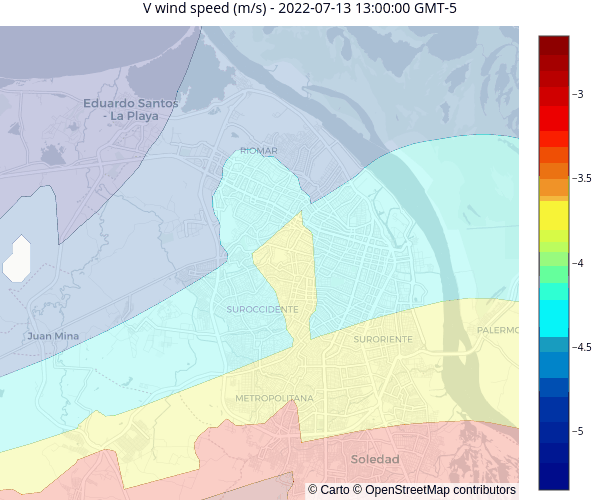 V wind speed (m/s) - 2022-07-13 13:00:00 GMT-5
Eduardo Santos
- La Playa
RIOMAR
SUROCCIDENTE
Juan Mina
SURORIENTE
PALERMO
METROPOLITANA
Soledad
© Carto © OpenStreetMap contributors
−3
−3.5
−4
−4.5
−5